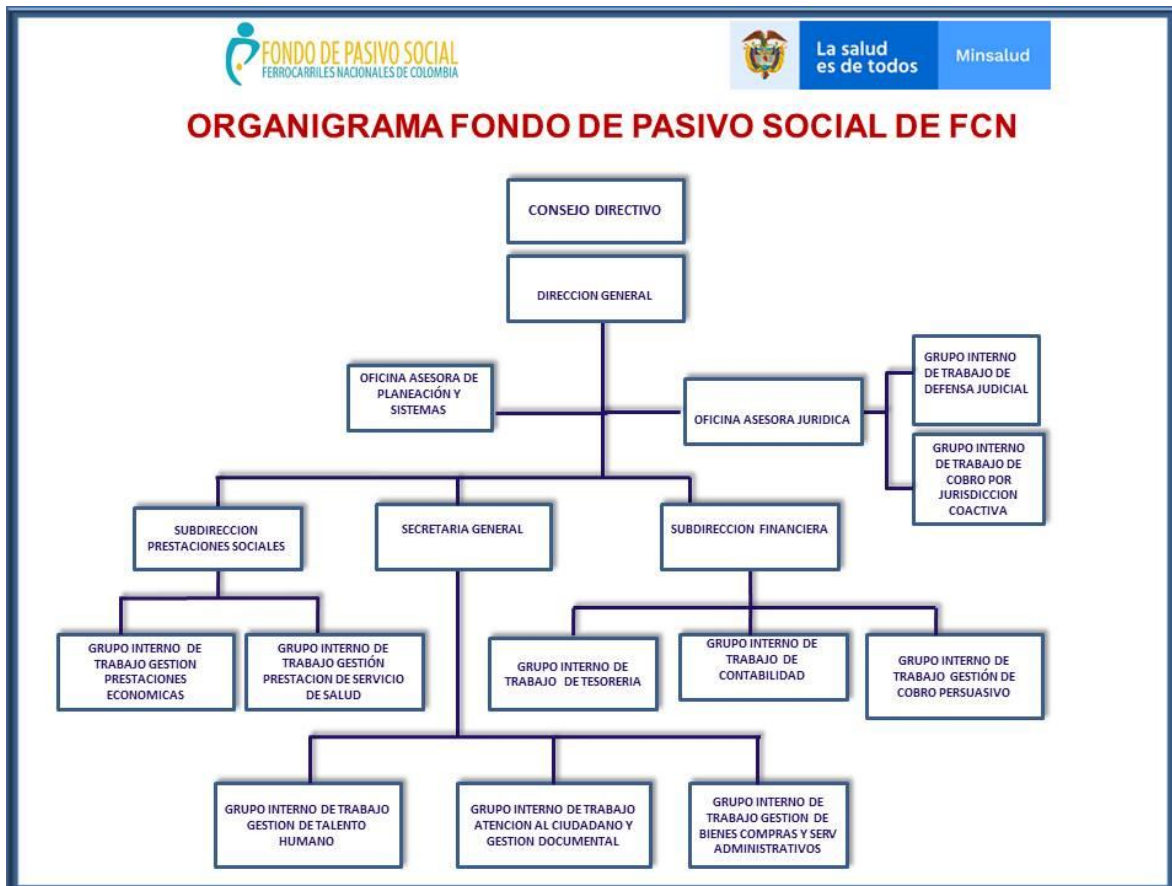 FONDO DE PASIVO SOCIAL
FERROCARRILES NACIONALES DE COLOMBIA
La salud
es de todos
Minsalud
ORGANIGRAMA FONDO DE PASIVO SOCIAL DE FCN
CONSEJO DIRECTIVO
DIRECCION GENERAL
OFICINA ASESORA DE
PLANEACIÓN Y
SISTEMAS
OFICINA ASESORA JURIDICA
GRUPO INTERNO
DE TRABAJO DE
DEFENSA JUDICIAL
GRUPO INTERNO
DE TRABAJO DE
COBRO POR
JURISDICCION
COACTIVA
SUBDIRECCION
PRESTACIONES SOCIALES
SECRETARIA GENERAL
SUBDIRECCION FINANCIERA
GRUPO INTERNO DE
TRABAJO GESTION
PRESTACIONES
ECONOMICAS
GRUPO INTERNO DE
TRABAJO GESTIÓN
PRESTACION DE SERVICIO
DE SALUD
GRUPO INTERNO DE
TRABAJO DE TESORERIA
GRUPO INTERNO DE
TRABAJO DE
CONTABILIDAD
GRUPO INTERNO DE
TRABAJO GESTIÓN DE
COBRO PERSUASIVO
GRUPO INTERNO DE TRABAJO
GESTION DE TALENTO
HUMANO
GRUPO INTERNO DE TRABAJO
ATENCION AL CIUDADANO Y
GESTION DOCUMENTAL
GRUPO INTERNO DE
TRABAJO GESTION DE
BIENES COMPRAS Y SERV
ADMINISTRATIVOS